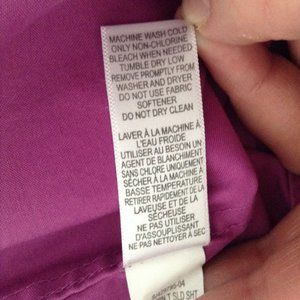 MACHINE WASH COLD
ONLY NON-CHLORINE
BLEACH WHEN NEEDED
TUMBLE DRY LOW
REMOVE PROMPTLY FROM
WASHER AND DRYER
DO NOT USE FABRIC
SOFTENER
DO NOT DRY CLEAN
LAVER À LA MACHINE À
L'EAU FROIDE
UTILISER AU BESOIN UN
AGENT DE BLANCHIMENT
SANS CHLORE UNIQUEMENT
SÉCHER À LA MACHINE À
BASSE TEMPERATURE
RETIRER RAPIDEMENT DE LA
LAVEUSE ET DE LA
SÉCHEUSE
NE PAS UTILISER
D'ASSOUPLISSANT
NE PAS NETTOYER À SEC
T SLD SHT